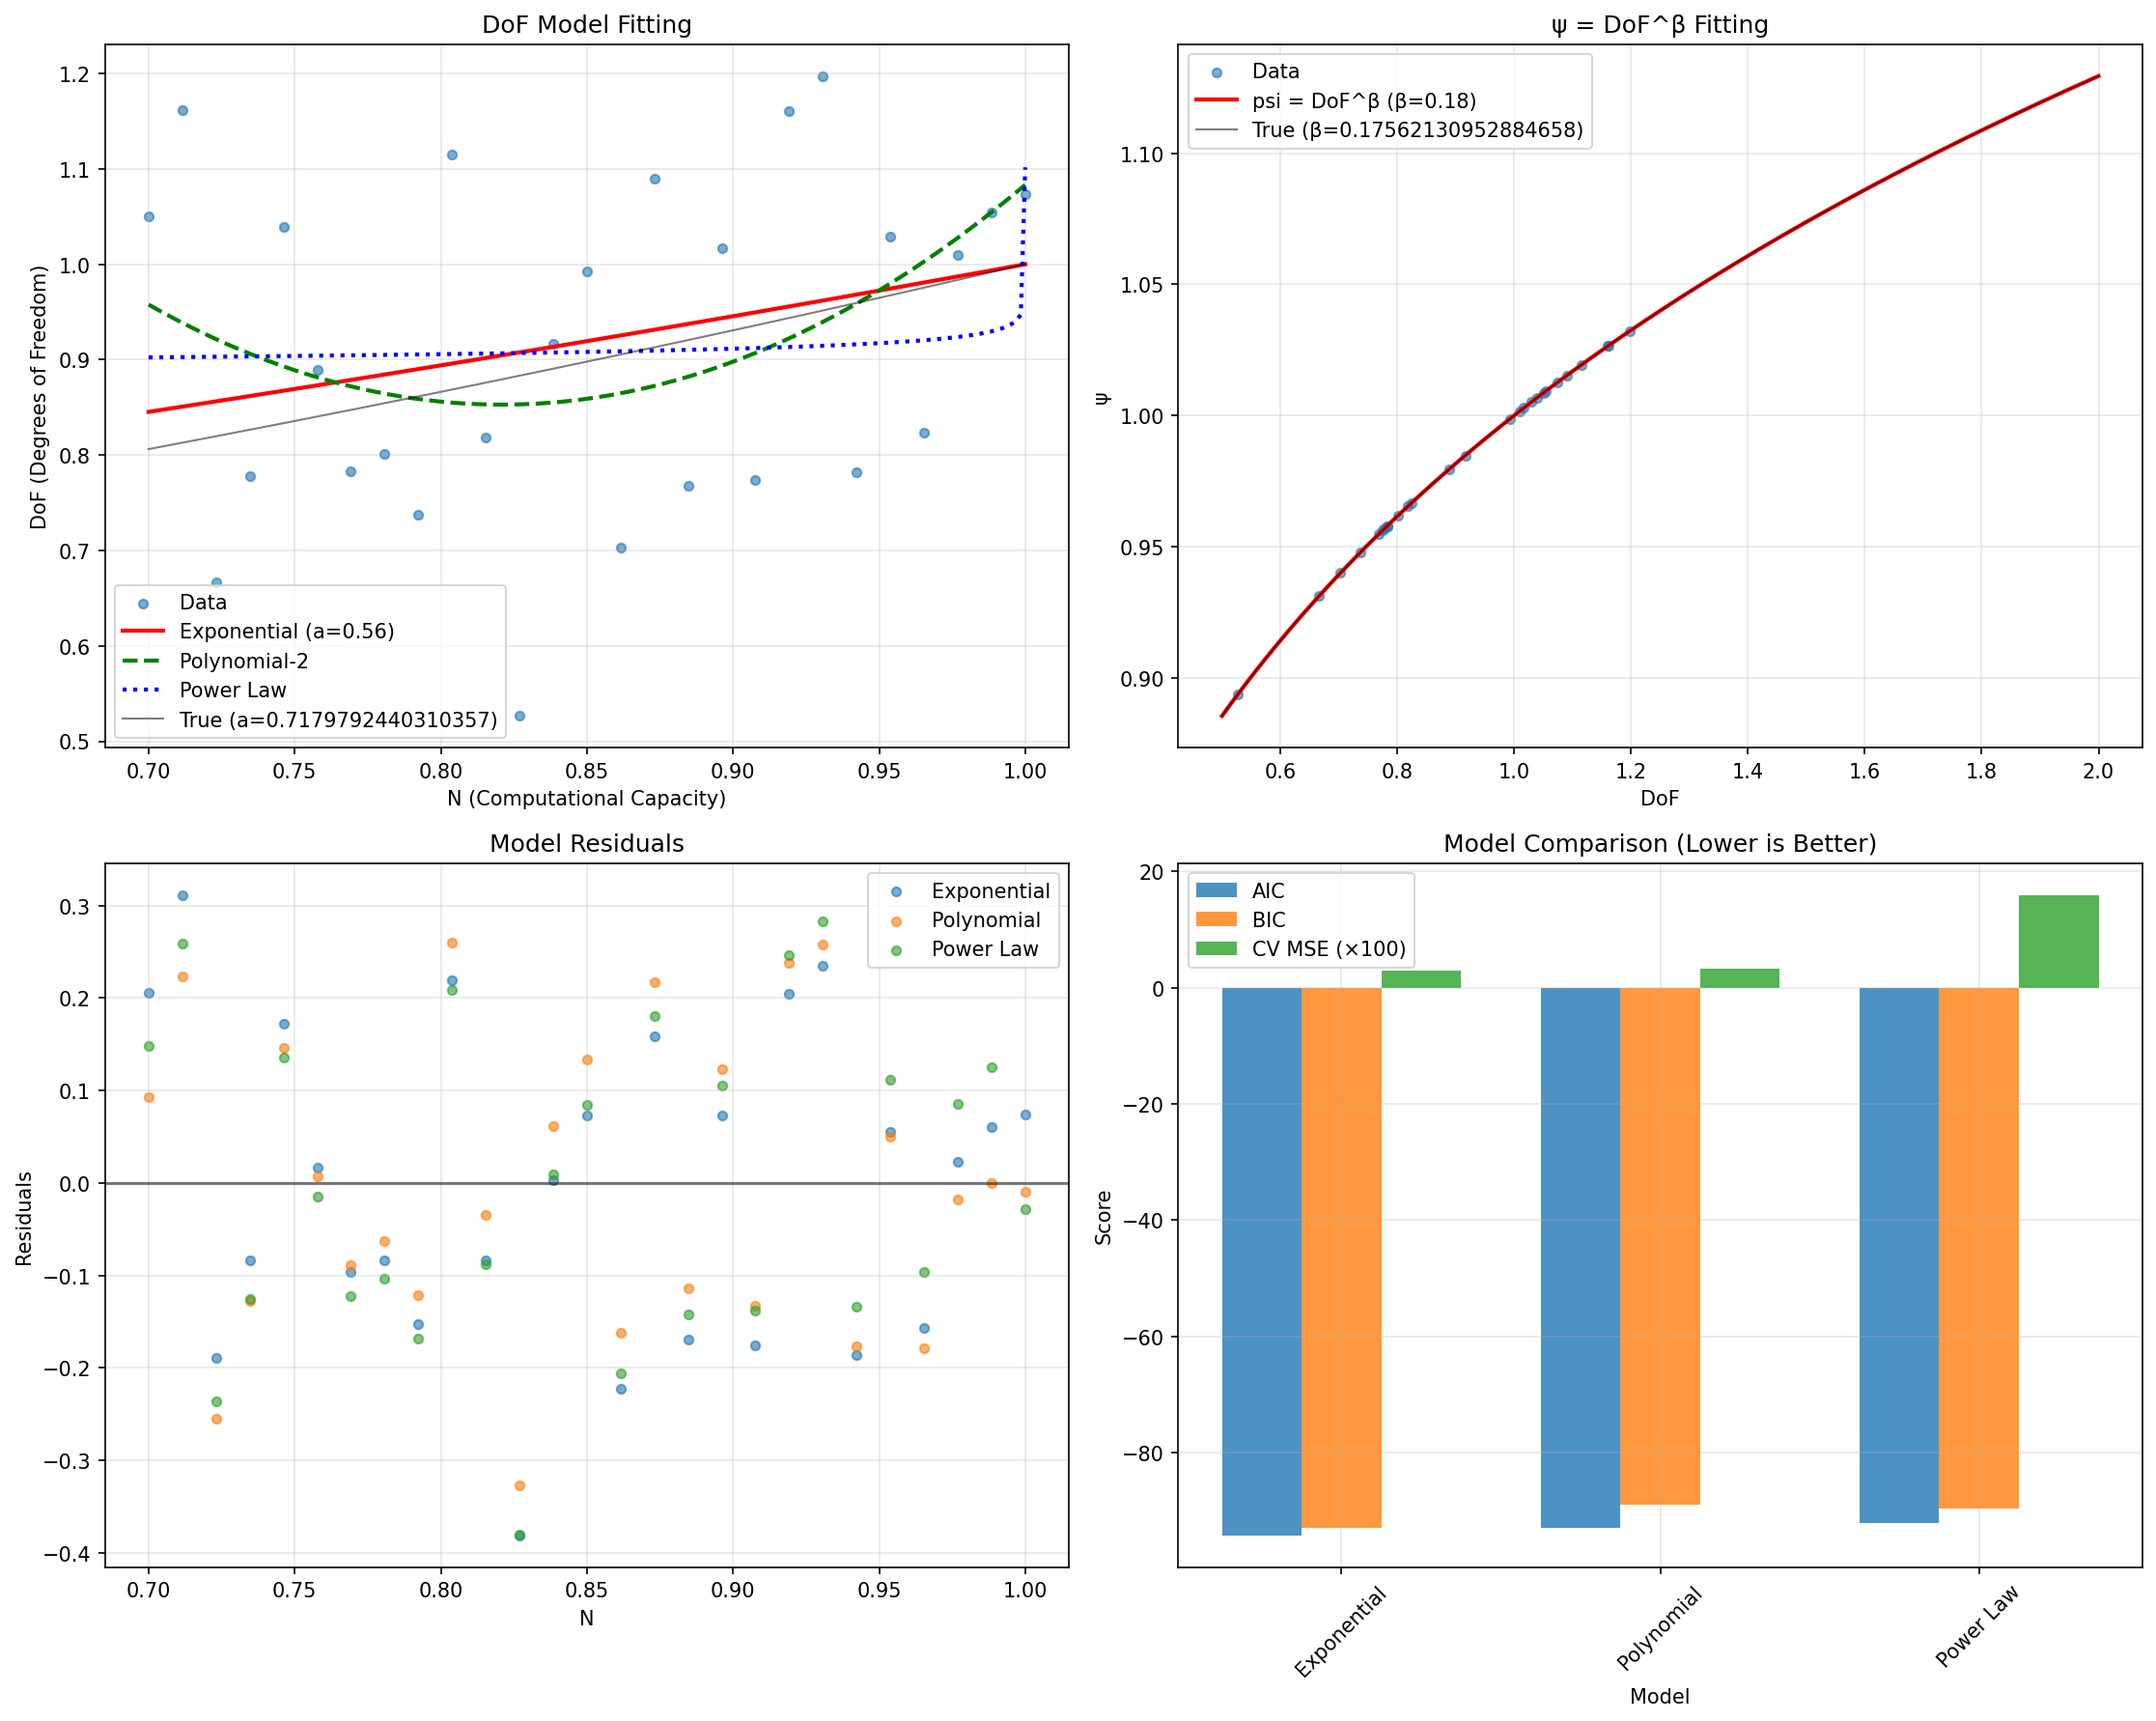 DoF Model Fitting
DoF (Degrees of Freedom)
1.2
1.1
1.0
0.9
0.8
0.7
0.6
0.5
Data
Exponential (a=0.56)
Polynomial-2
Power Law
True (a=0.7179792440310357)
0.70 0.75 0.80 0.85 0.90 0.95 1.00
N (Computational Capacity)
ψ = DoF^β Fitting
Data
psi = DoF^β (β=0.18)
True (β=0.17562130952884658)
ψ
1.10
1.05
1.00
0.95
0.90
0.6 0.8 1.0 1.2 1.4 1.6 1.8 2.0
DoF
Model Residuals
Exponential
Polynomial
Power Law
Residuals
0.3
0.2
0.1
0.0
−0.1
−0.2
−0.3
−0.4
0.70 0.75 0.80 0.85 0.90 0.95 1.00
N
Model Comparison (Lower is Better)
AIC
BIC
CV MSE (×100)
Score
20
0
−20
−40
−60
−80
Exponential
Polynomial
Power Law
Model